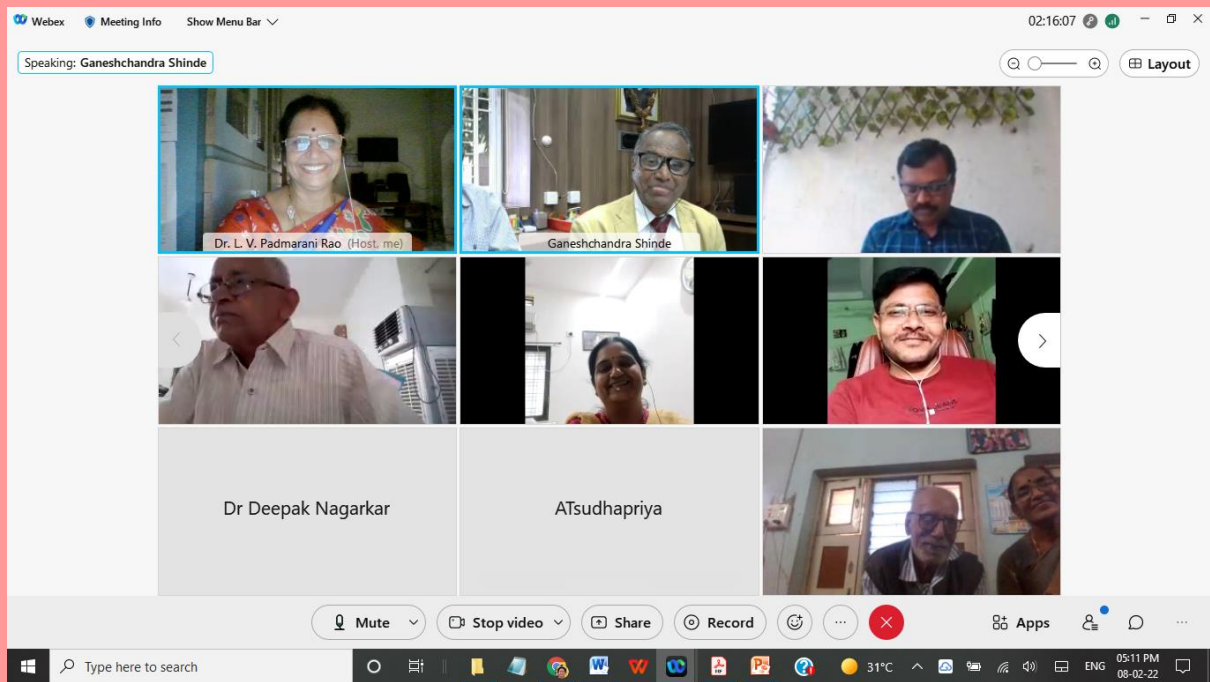 Webex Meeting Info Show Menu Bar 02:16:07
Speaking: Ganeshchandra Shinde
Layout
Dr. L. V. Padmarani Rao (Host, me)
Ganeshchandra Shinde
Dr Deepak Nagarkar
ATsudhapriya
Mute Stop video Share Record Apps
Type here to search
31°C ENG 05:11 PM
08-02-22